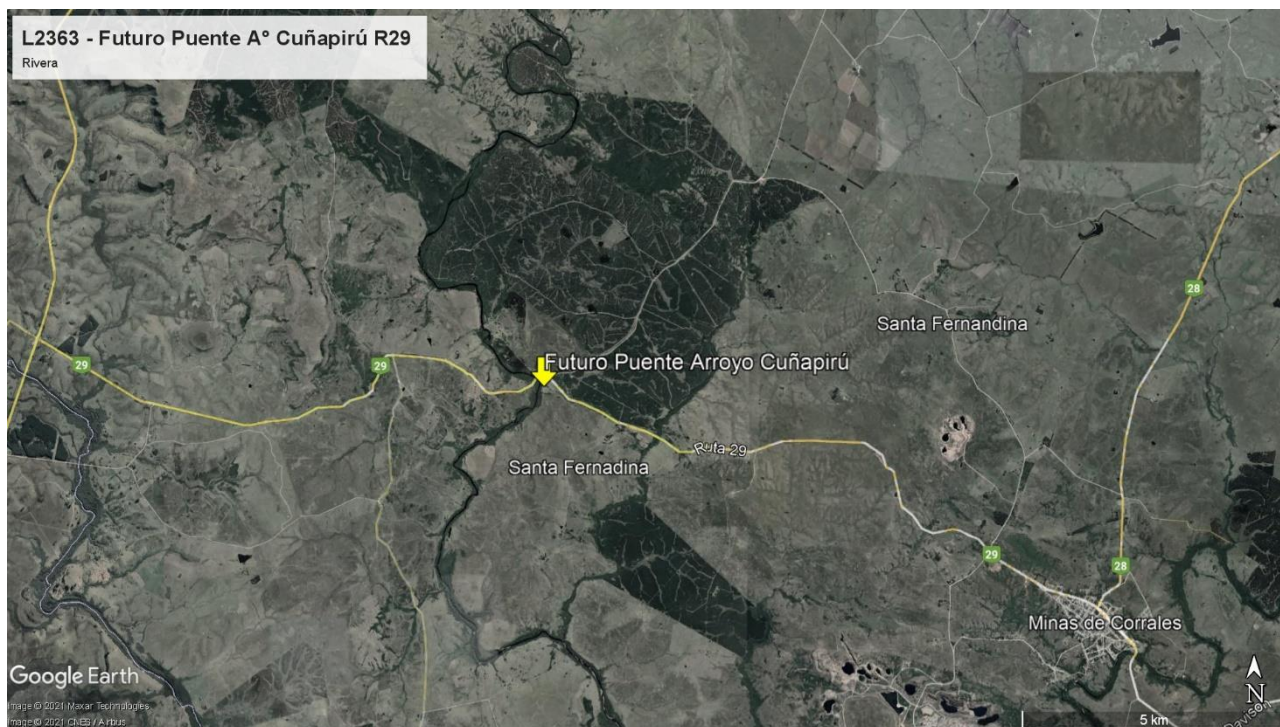 L2363 - Futuro Puente A° Cuñapirú R29
Rivera
28
Santa Fernandina
29
29
Futuro Puente Arroyo Cuñapirú
Ruta 29
Santa Fernadina
29
28
Minas de Corrales
Google Earth
N
Image © 2021 Maxar Technologies
Image © 2021 CNES / Airbus
5 km